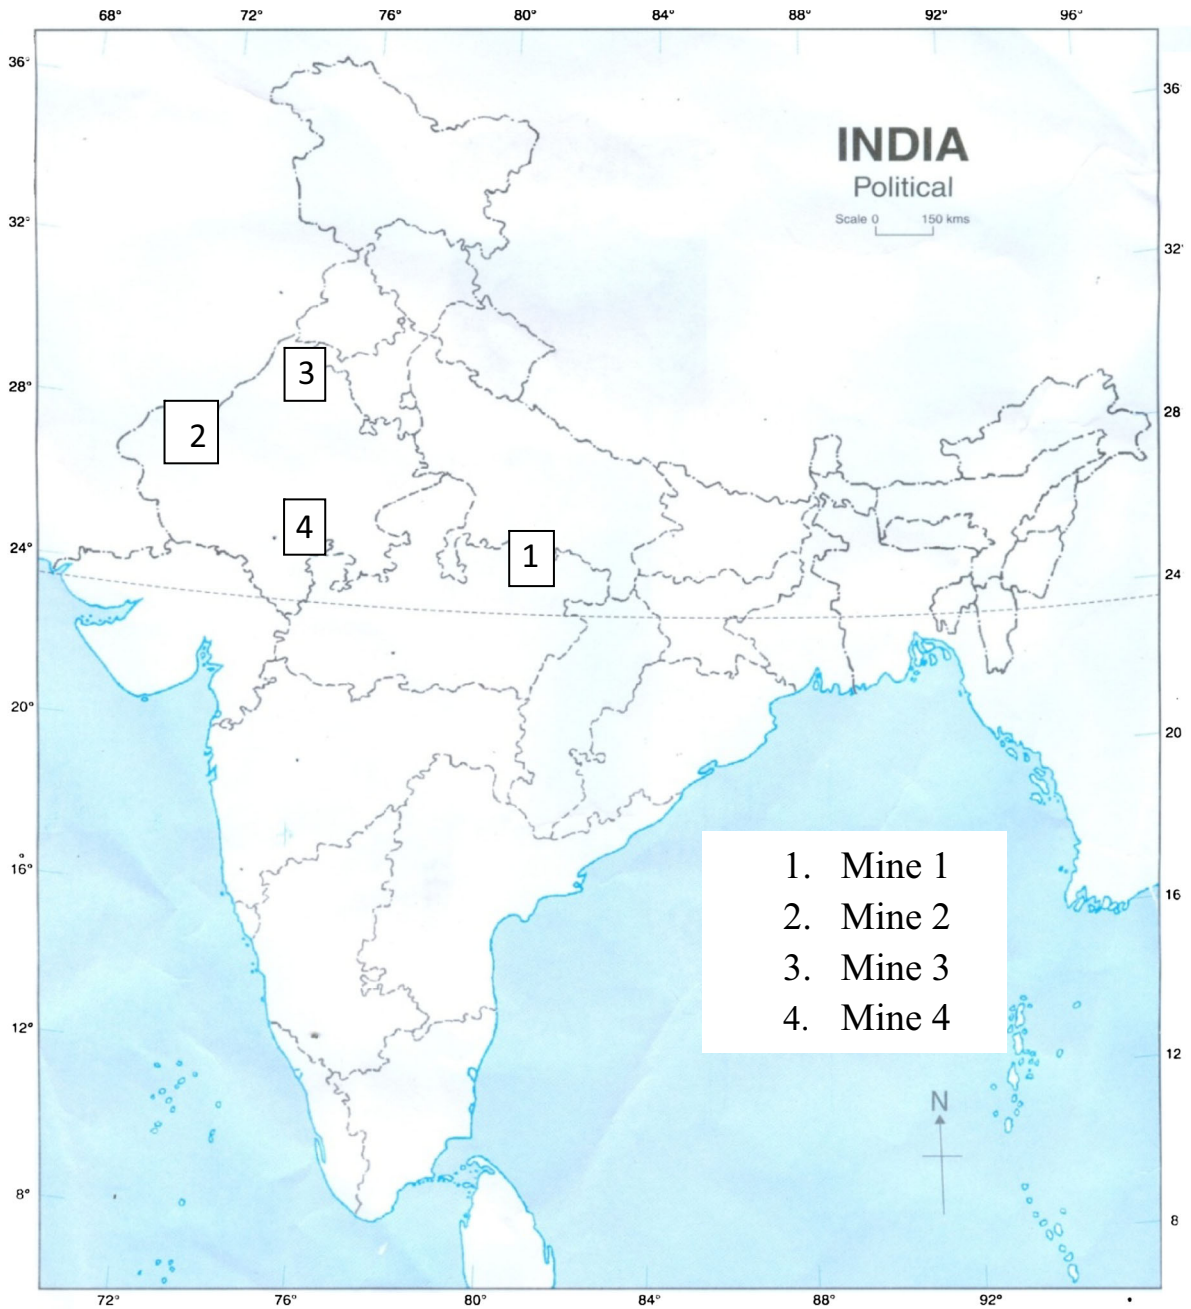 68° 72° 76° 80° 84° 88° 92° 96°
36° 36
INDIA
Political
Scale 0 150 kms
32° 32
3
28° 28
2
4
1
24° 24
20° 20
16° 16
1. Mine 1
2. Mine 2
3. Mine 3
4. Mine 4
12° 12
N
8° 8
72° 76° 80° 84° 88° 92°